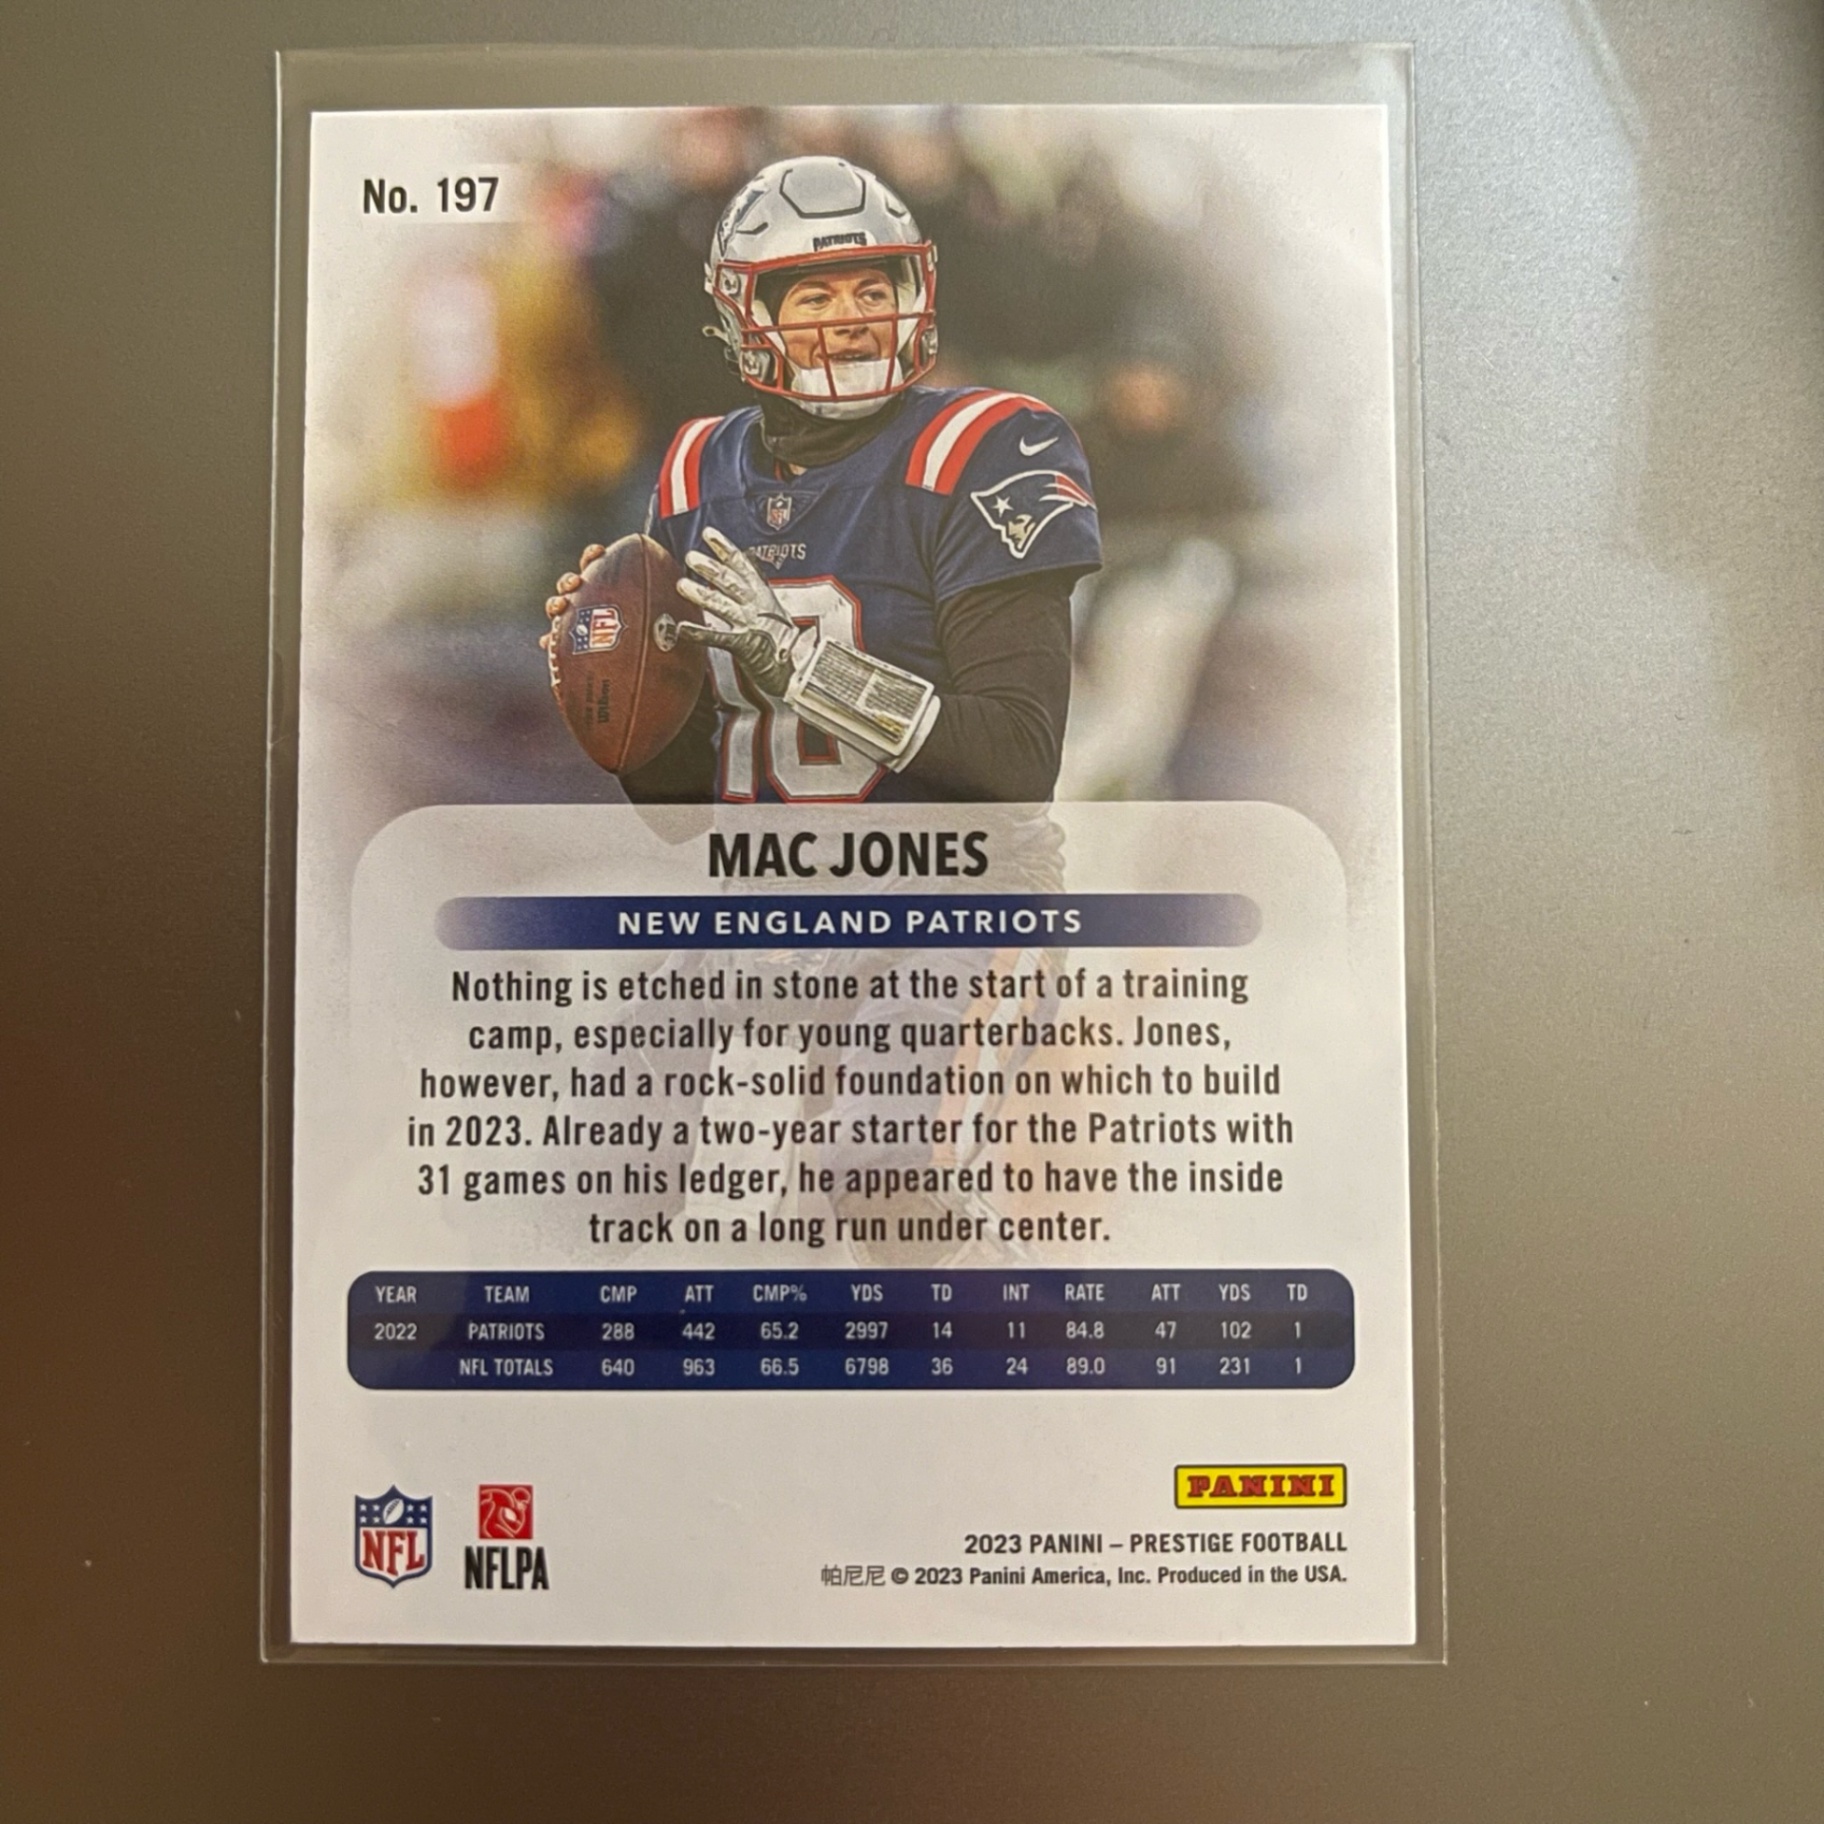 No. 197
PATRIOTS
PATRIOTS
NFL
Wilson
10
MAC JONES
NEW ENGLAND PATRIOTS
Nothing is etched in stone at the start of a training
camp, especially for young quarterbacks. Jones,
however, had a rock-solid foundation on which to build
in 2023. Already a two-year starter for the Patriots with
31 games on his ledger, he appeared to have the inside
track on a long run under center.
YEAR TEAM CMP ATT CMP% YDS TD INT RATE ATT YDS TD
2022 PATRIOTS 288 442 65.2 2997 14 11 84.8 47 102 1
NFL TOTALS 640 963 66.5 6798 36 24 89.0 91 231 1
PANINI
NFL
NFLPA
2023 PANINI – PRESTIGE FOOTBALL
帕尼尼 © 2023 Panini America, Inc. Produced in the USA.